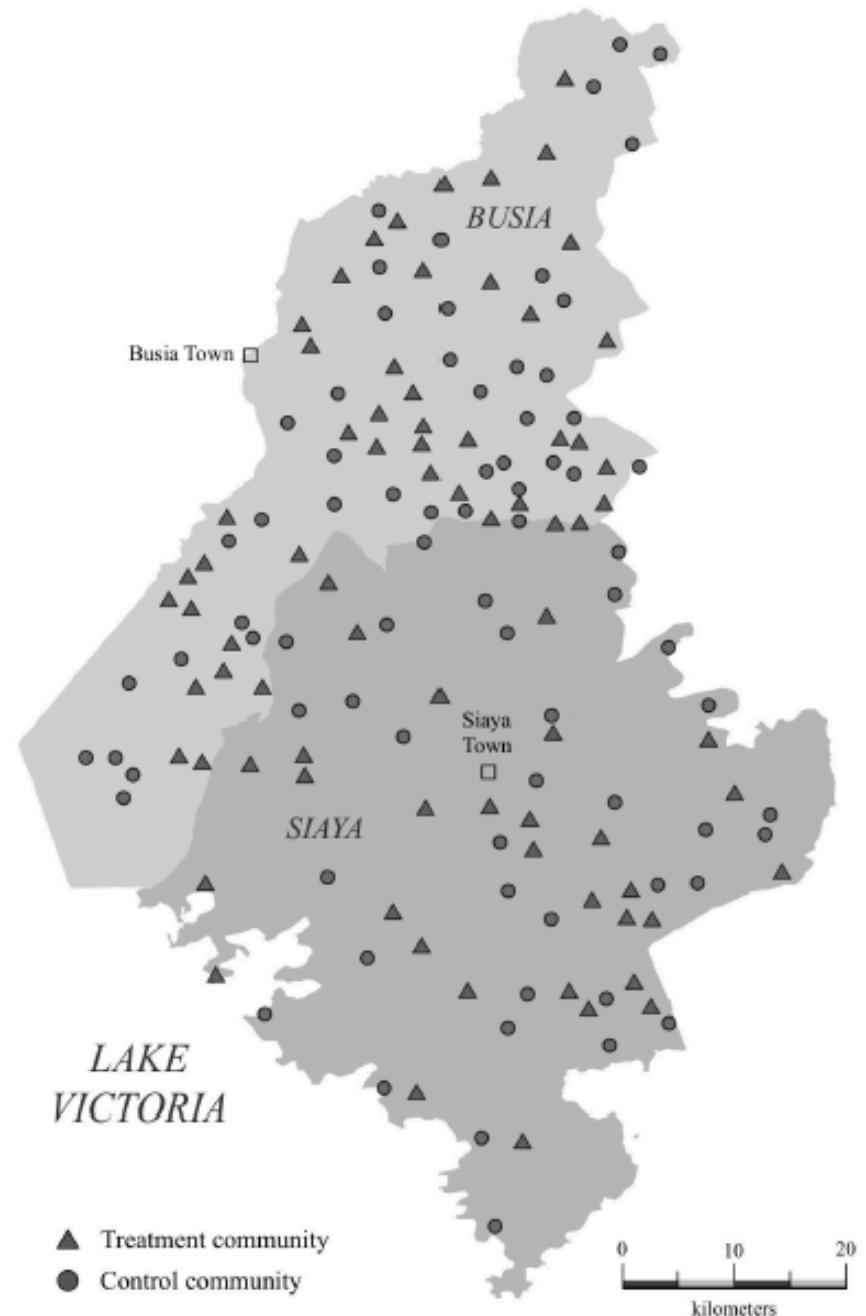 BUSIA
Busia Town
Siaya
Town
SIAYA
LAKE
VICTORIA
Treatment community
Control community
0 10 20
kilometers